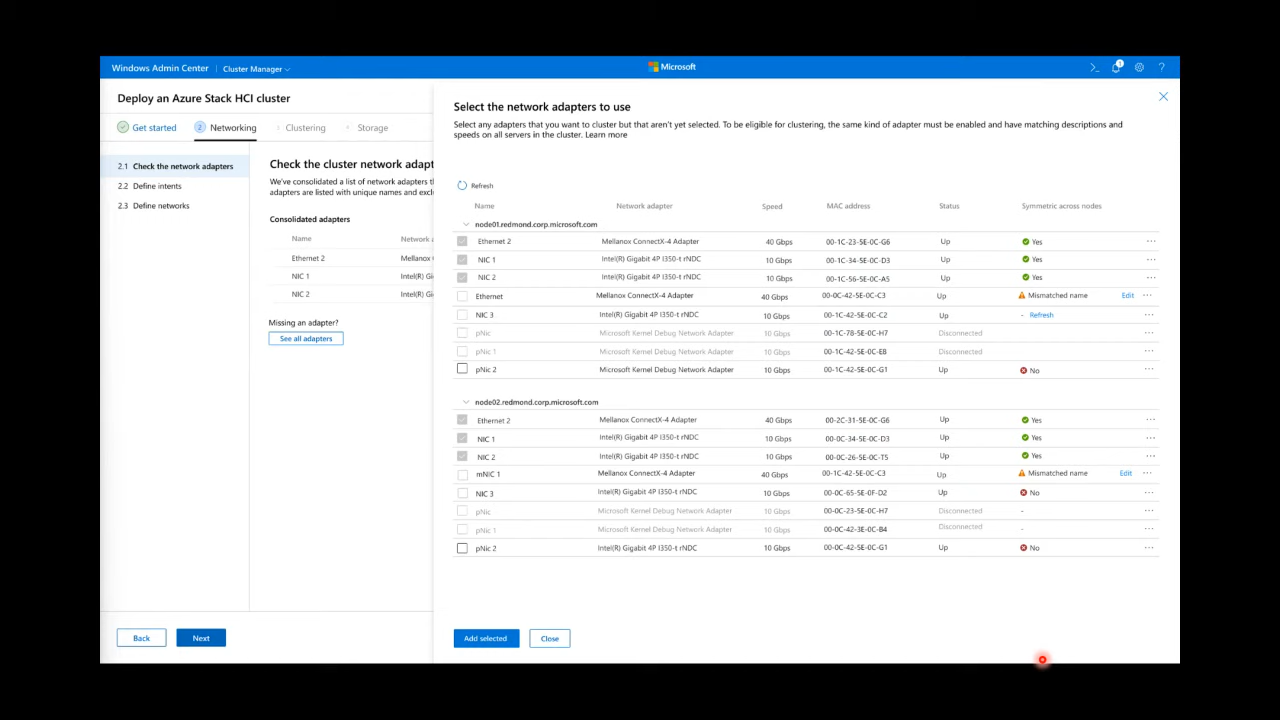 Windows Admin Center | Cluster Manager
Microsoft
>_ 1 ?
Deploy an Azure Stack HCI cluster
Get started
2 Networking
Clustering
Storage
2.1 Check the network adapters
2.2 Define intents
2.3 Define networks
Check the cluster network adapt
We've consolidated a list of network adapters t
adapters are listed with unique names and exc
Consolidated adapters
Name Network a
Ethernet 2 Mellanox
NIC 1 Intel(R) Gi
NIC 2 Intel(R) Gi
Missing an adapter?
See all adapters
Back
Next
Select the network adapters to use
Select any adapters that you want to cluster but that aren't yet selected. To be eligible for clustering, the same kind of adapter must be enabled and have matching descriptions and
speeds on all servers in the cluster. Learn more
Refresh
Name Network adapter Speed MAC address Status Symmetric across nodes
node01.redmond.corp.microsoft.com
Ethernet 2 Mellanox ConnectX-4 Adapter 40 Gbps 00-1C-23-5E-0C-G6 Up Yes ...
NIC 1 Intel(R) Gigabit 4P I350-t rNDC 10 Gbps 00-1C-34-5E-0C-D3 Up Yes ...
NIC 2 Intel(R) Gigabit 4P I350-t rNDC 10 Gbps 00-1C-56-5E-0C-A5 Up Yes ...
Ethernet Mellanox ConnectX-4 Adapter 40 Gbps 00-0C-42-5E-0C-C3 Up Mismatched name Edit ...
NIC 3 Intel(R) Gigabit 4P I350-t rNDC 10 Gbps 00-1C-42-5E-0C-C2 Up - Refresh ...
pNic Microsoft Kernel Debug Network Adapter 10 Gbps 00-1C-78-5E-0C-H7 Disconnected ...
pNic 1 Microsoft Kernel Debug Network Adapter 10 Gbps 00-1C-42-5E-0C-E8 Disconnected ...
pNic 2 Microsoft Kernel Debug Network Adapter 10 Gbps 00-1C-42-5E-0C-G1 Up No ...
node02.redmond.corp.microsoft.com
Ethernet 2 Mellanox ConnectX-4 Adapter 40 Gbps 00-2C-31-5E-0C-G6 Up Yes ...
NIC 1 Intel(R) Gigabit 4P I350-t rNDC 10 Gbps 00-0C-34-5E-0C-D3 Up Yes ...
NIC 2 Intel(R) Gigabit 4P I350-t rNDC 10 Gbps 00-0C-26-5E-0C-T5 Up Yes ...
mNIC 1 Mellanox ConnectX-4 Adapter 40 Gbps 00-1C-42-5E-0C-C3 Up Mismatched name Edit ...
NIC 3 Intel(R) Gigabit 4P I350-t rNDC 10 Gbps 00-0C-65-5E-0F-D2 Up No ...
pNic Microsoft Kernel Debug Network Adapter 10 Gbps 00-0C-23-5E-0C-H7 Disconnected - ...
pNic 1 Microsoft Kernel Debug Network Adapter 10 Gbps 00-0C-42-3E-0C-B4 Disconnected - ...
pNic 2 Intel(R) Gigabit 4P I350-t rNDC 10 Gbps 00-0C-42-5E-0C-G1 Up No ...
Add selected
Close